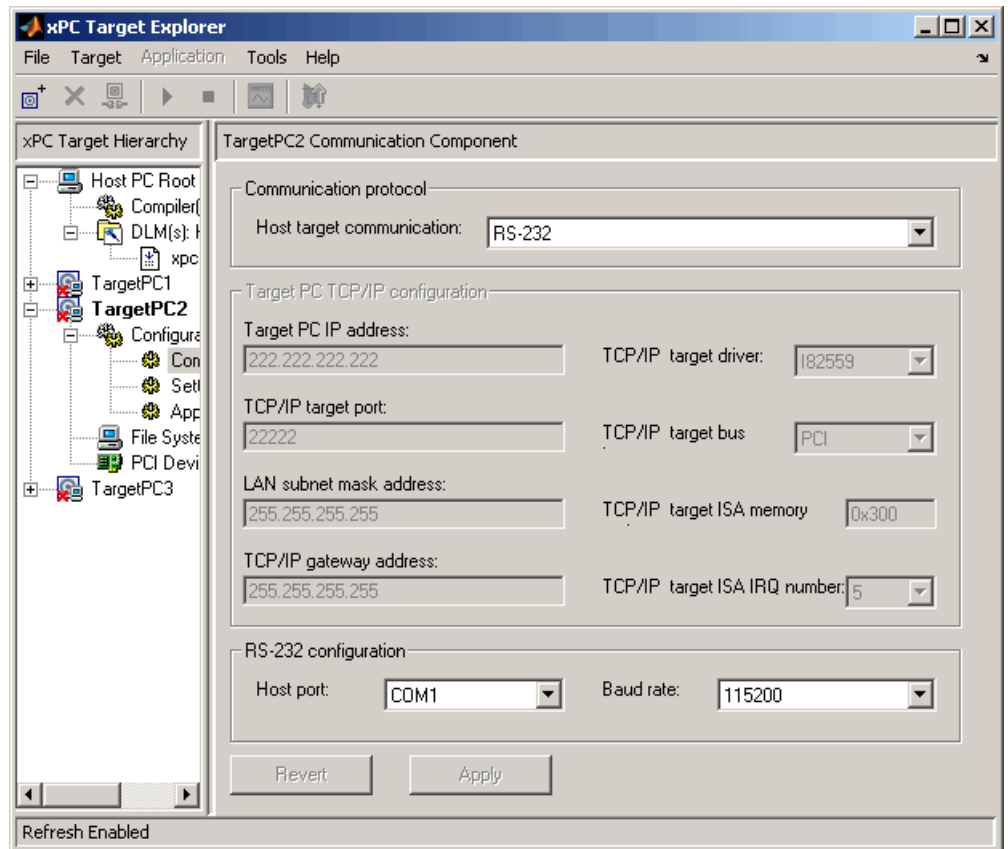 xPC Target Explorer
File Target Application Tools Help
xPC Target Hierarchy
TargetPC2 Communication Component
Host PC Root
Compiler(
DLM(s): H
xpc
TargetPC1
TargetPC2
Configura
Con
Sett
App
File Syste
PCI Devi
TargetPC3
Communication protocol
Host target communication: RS-232
Target PC TCP/IP configuration
Target PC IP address:
222.222.222.222
TCP/IP target driver: I82559
TCP/IP target port:
22222
TCP/IP target bus PCI
LAN subnet mask address:
255.255.255.255
TCP/IP target ISA memory 0x300
TCP/IP gateway address:
255.255.255.255
TCP/IP target ISA IRQ number: 5
RS-232 configuration
Host port: COM1 Baud rate: 115200
Revert Apply
Refresh Enabled